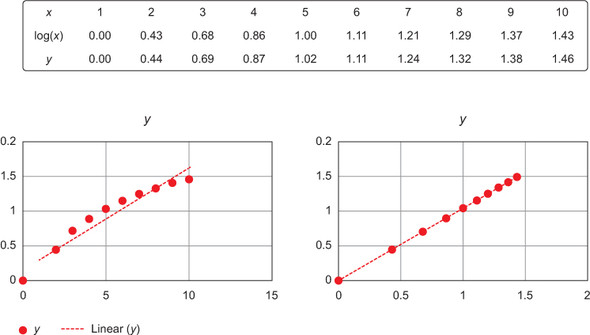 x 1 2 3 4 5 6 7 8 9 10
log(x) 0.00 0.43 0.68 0.86 1.00 1.11 1.21 1.29 1.37 1.43
y 0.00 0.44 0.69 0.87 1.02 1.11 1.24 1.32 1.38 1.46
y
0.2
1.5
1
0.5
0
0 5 10 15
y
0.2
1.5
1
0.5
0
0 0.5 1 1.5 2
y Linear (y)